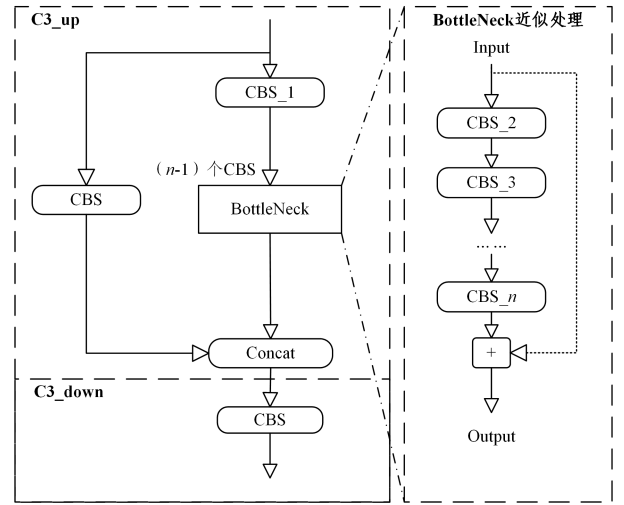 C3_up
CBS_1
（n-1）个CBS
CBS
BottleNeck
Concat
C3_down
CBS
BottleNeck近似处理
Input
CBS_2
CBS_3
……
CBS_n
+
Output